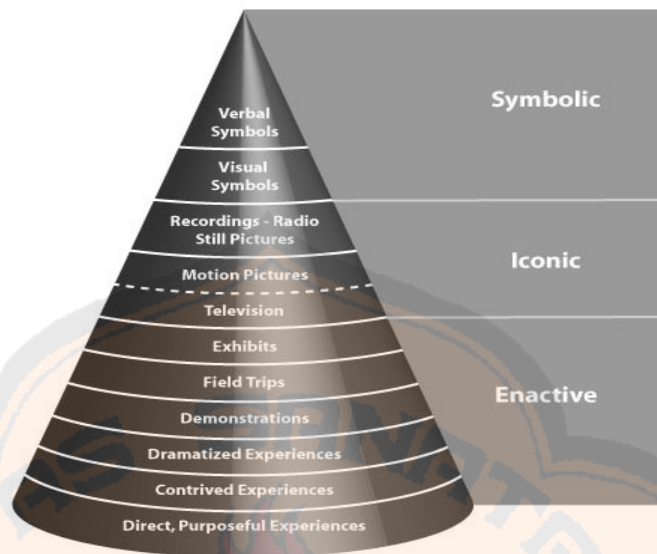 Verbal
Symbols
Visual
Symbols
Recordings - Radio
Still Pictures
Motion Pictures
Television
Exhibits
Field Trips
Demonstrations
Dramatized Experiences
Contrived Experiences
Direct, Purposeful Experiences
Symbolic
Iconic
Enactive